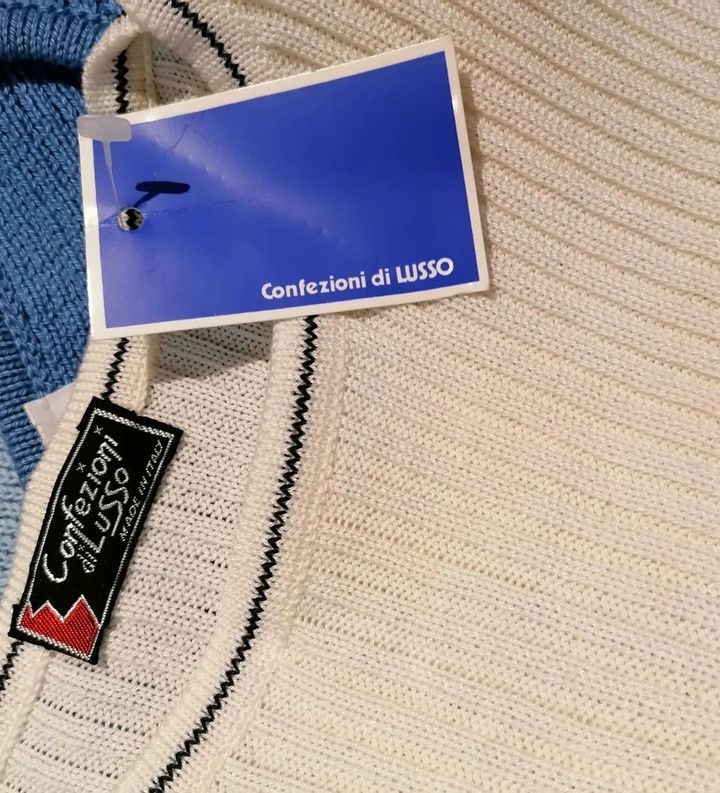 Confezioni di LUSSO
Confezioni
di LUSSO
MADE IN ITALY